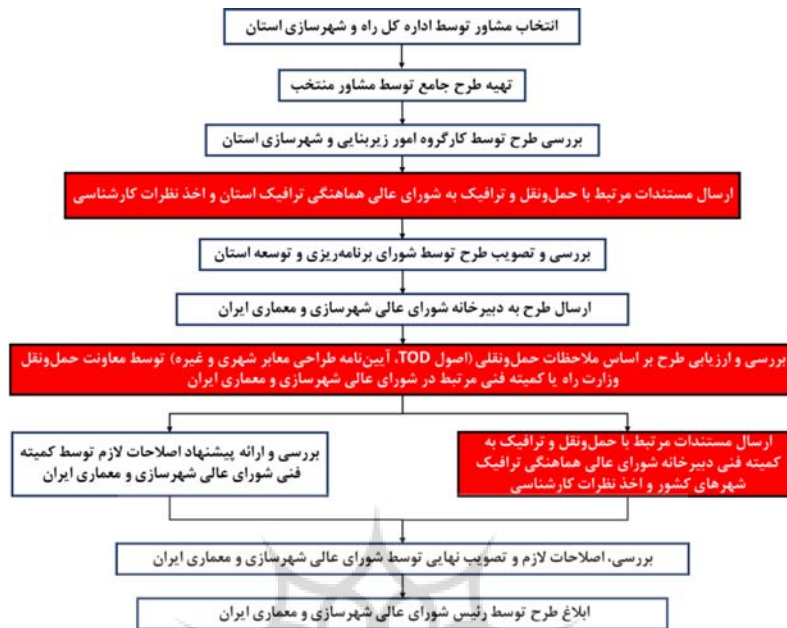 انتخاب مشاور توسط اداره کل راه و شهرسازی استان
تهیه طرح جامع توسط مشاور منتخب
بررسی طرح توسط کارگروه امور زیربنایی و شهرسازی استان
ارسال مستندات مرتبط با حمل‌ونقل و ترافیک به شورای عالی هماهنگی ترافیک استان و اخذ نظرات کارشناسی
بررسی و تصویب طرح توسط شورای برنامه‌ریزی و توسعه استان
ارسال طرح به دبیرخانه شورای عالی شهرسازی و معماری ایران
بررسی و ارزیابی طرح بر اساس ملاحظات حمل‌ونقلی (اصول TOD، آیین‌نامه طراحی معابر شهری و غیره) توسط معاونت حمل‌ونقل
وزارت راه یا کمیته فنی مرتبط در شورای عالی شهرسازی و معماری ایران
ارسال مستندات مرتبط با حمل‌ونقل و ترافیک به
کمیته فنی دبیرخانه شورای عالی هماهنگی ترافیک
شهرهای کشور و اخذ نظرات کارشناسی
بررسی و ارائه پیشنهاد اصلاحات لازم توسط کمیته
فنی شورای عالی شهرسازی و معماری ایران
بررسی، اصلاحات لازم و تصویب نهایی توسط شورای عالی شهرسازی و معماری ایران
ابلاغ طرح توسط رئیس شورای عالی شهرسازی و معماری ایران